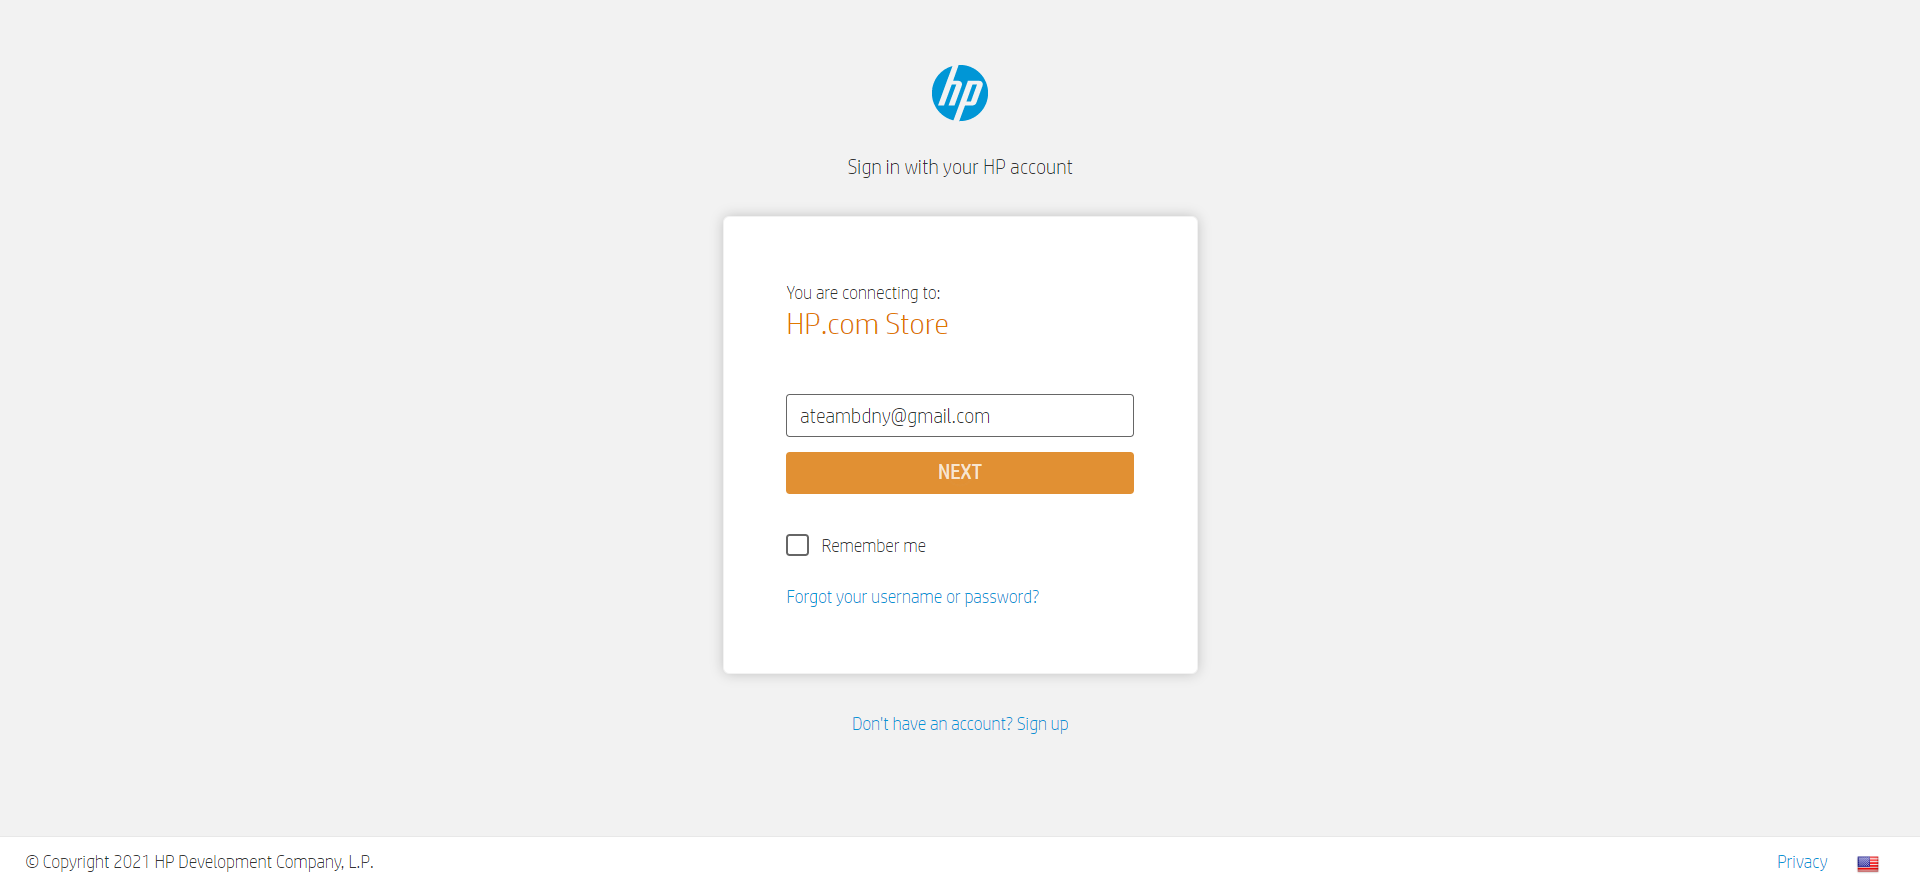 hp
Sign in with your HP account
You are connecting to:
HP.com Store
ateambdny@gmail.com
NEXT
Remember me
Forgot your username or password?
Don't have an account? Sign up
© Copyright 2021 HP Development Company, L.P.
Privacy